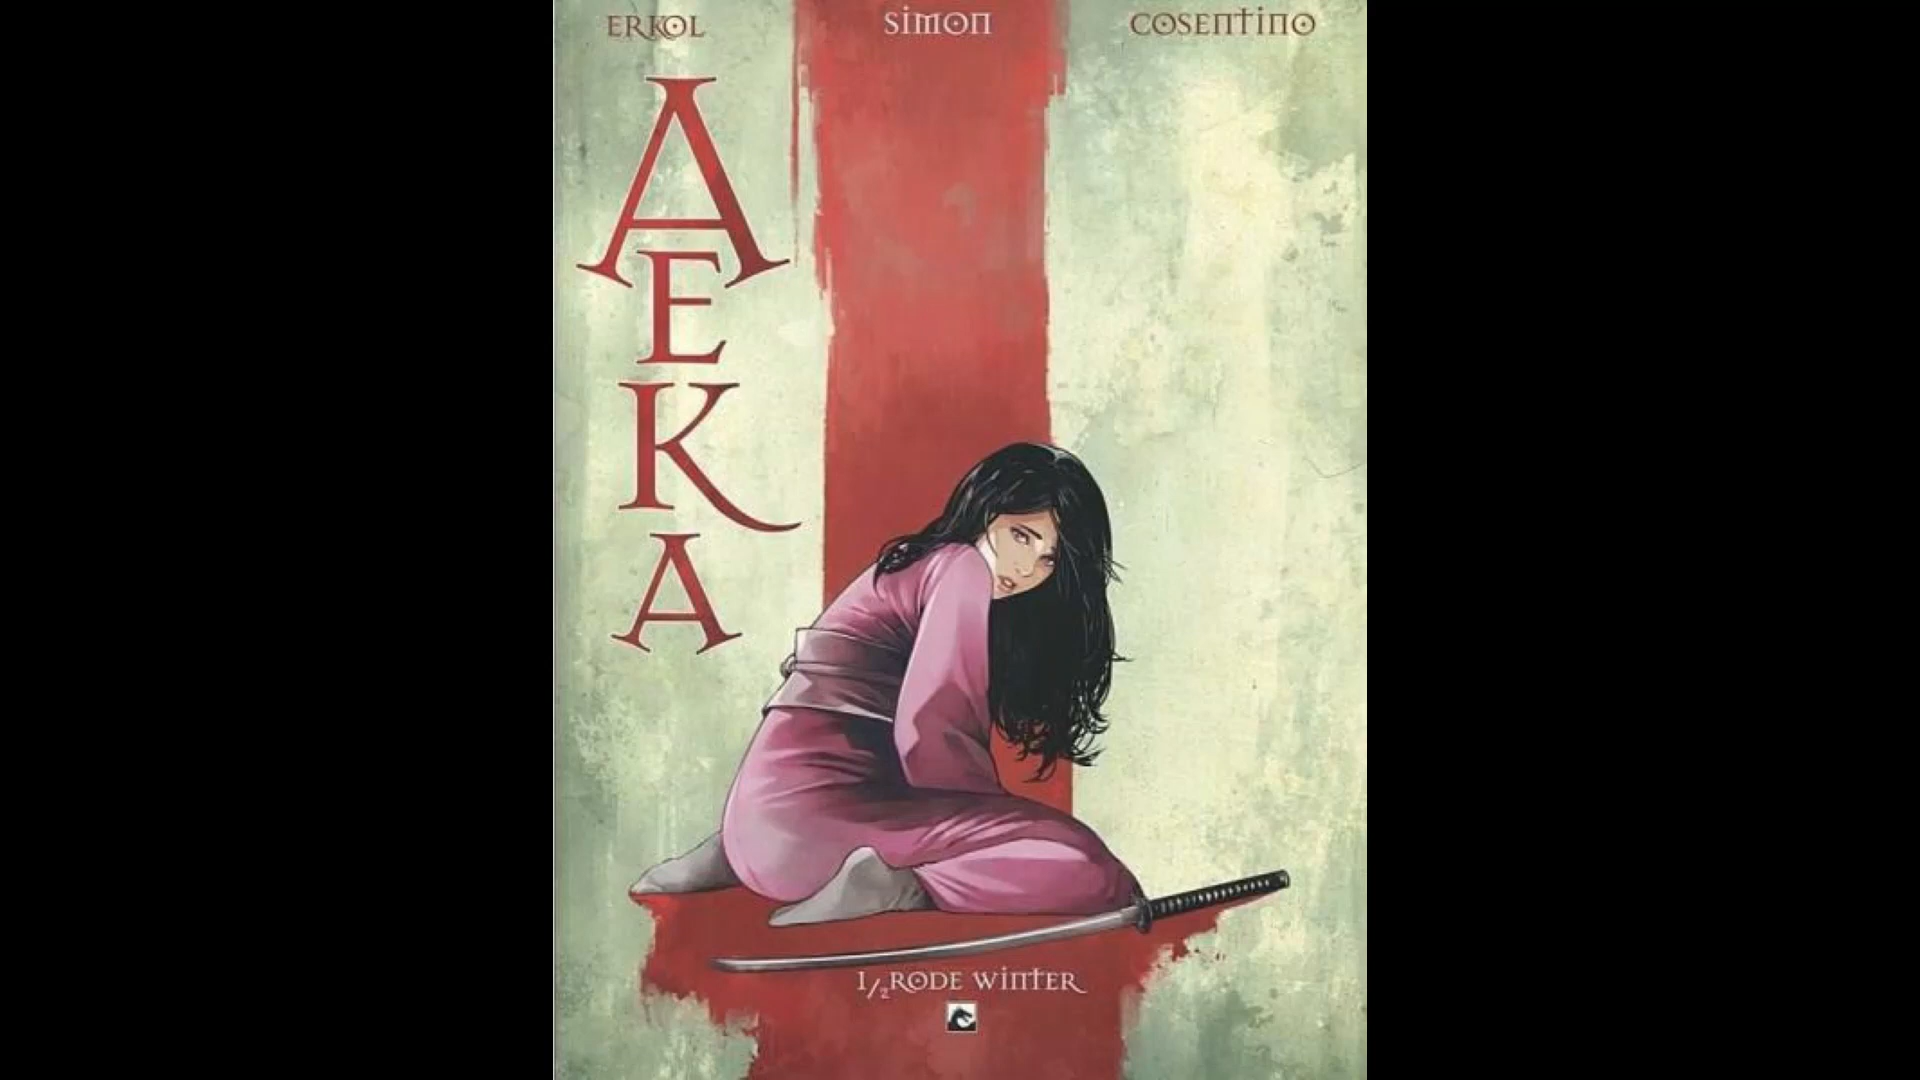 ERKOL SIMON COSENTINO
AEKA
1/2 RODE WINTER